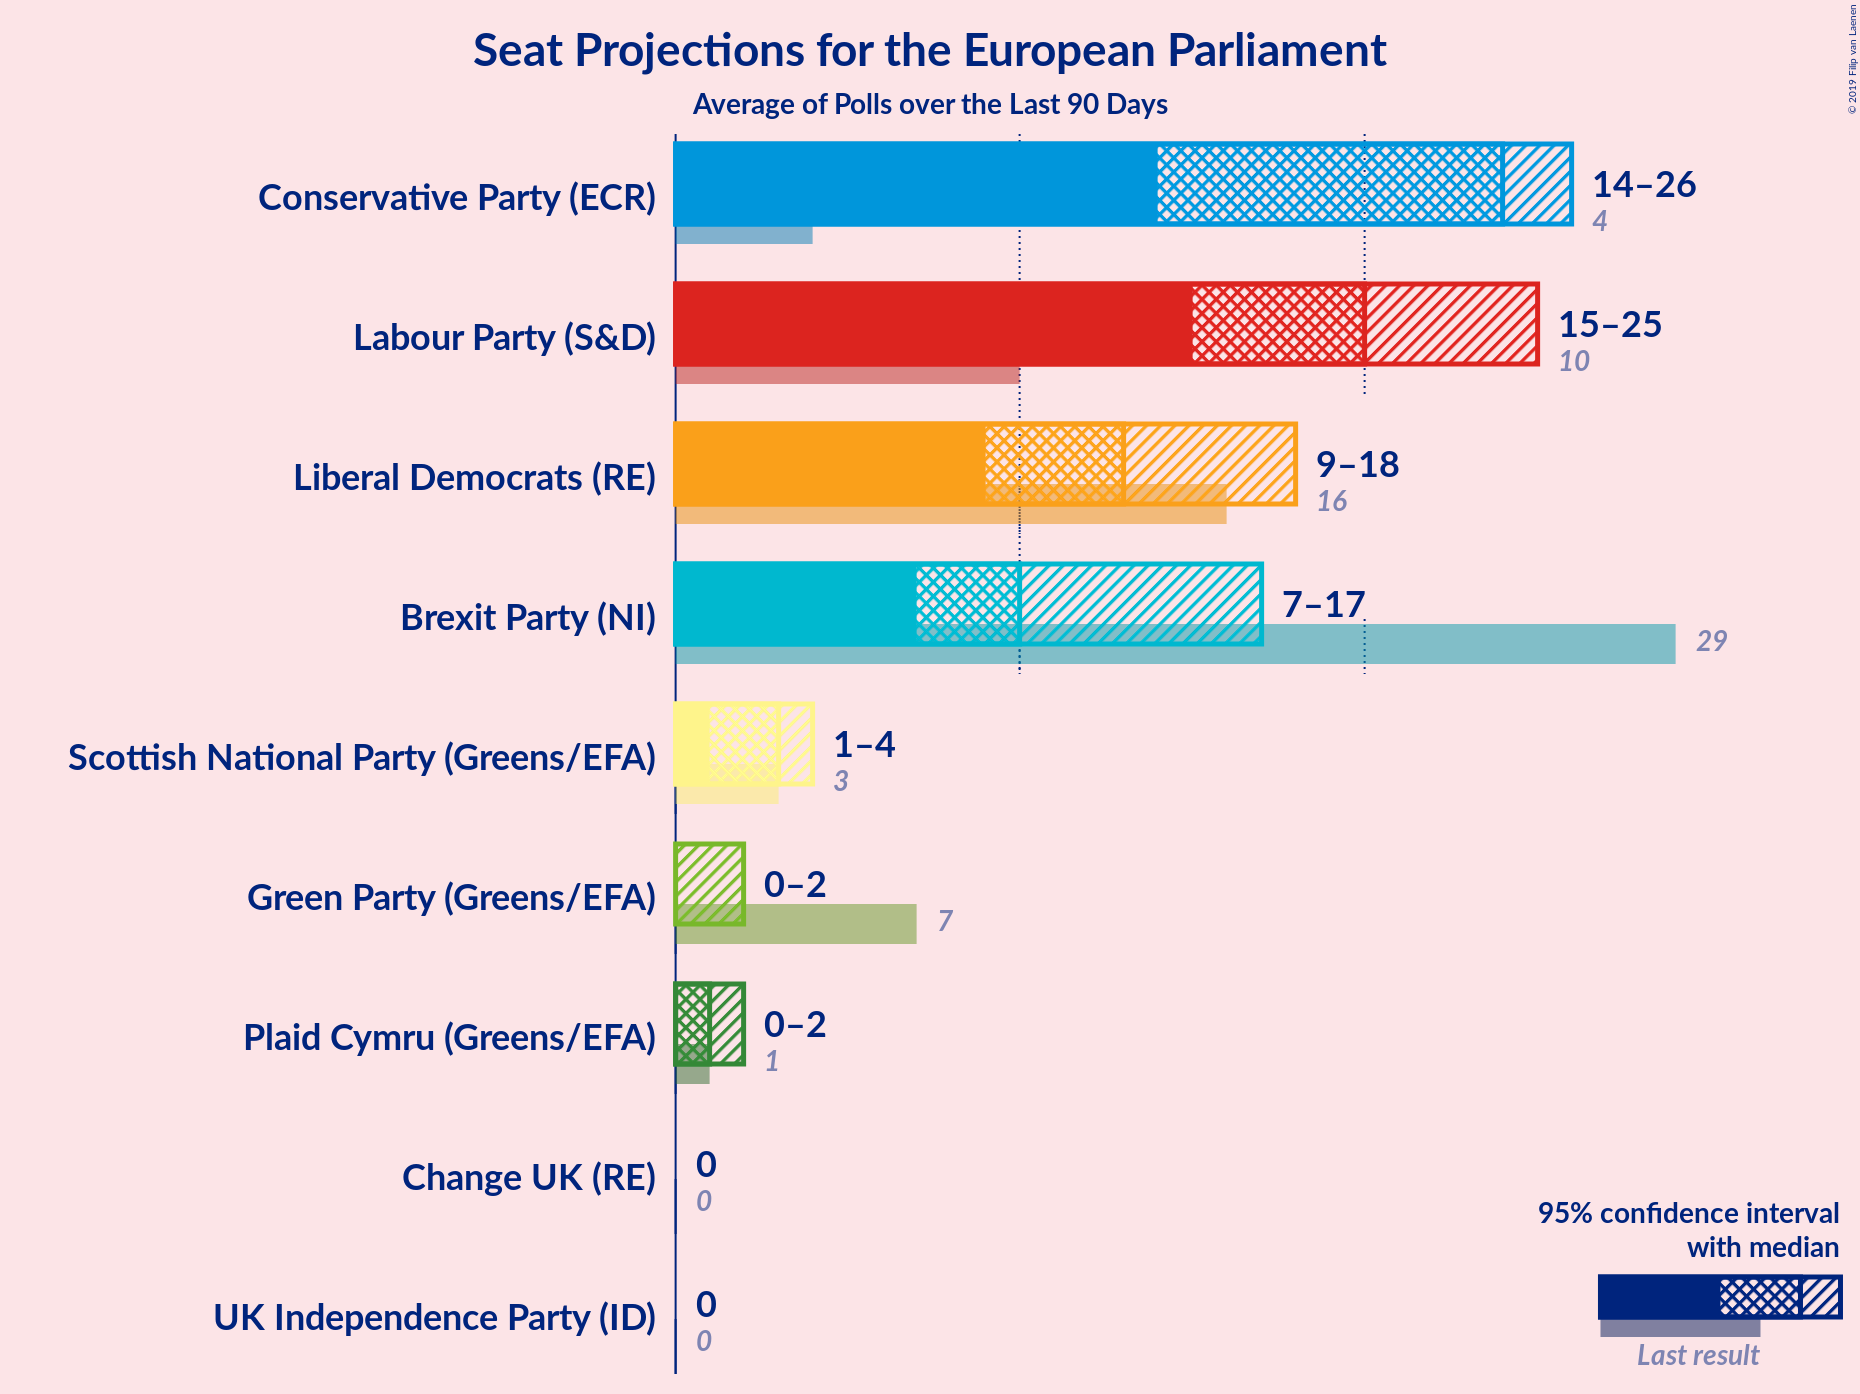 Seat Projections for the European Parliament
Average of Polls over the Last 90 Days
© 2019 Filip van Laenen
Conservative Party (ECR)
14–26
4
Labour Party (S&D)
15–25
10
Liberal Democrats (RE)
9–18
16
Brexit Party (NI)
7–17
29
Scottish National Party (Greens/EFA)
1–4
3
Green Party (Greens/EFA)
0–2
7
Plaid Cymru (Greens/EFA)
0–2
1
Change UK (RE)
0
0
UK Independence Party (ID)
0
0
95% confidence interval
with median
Last result